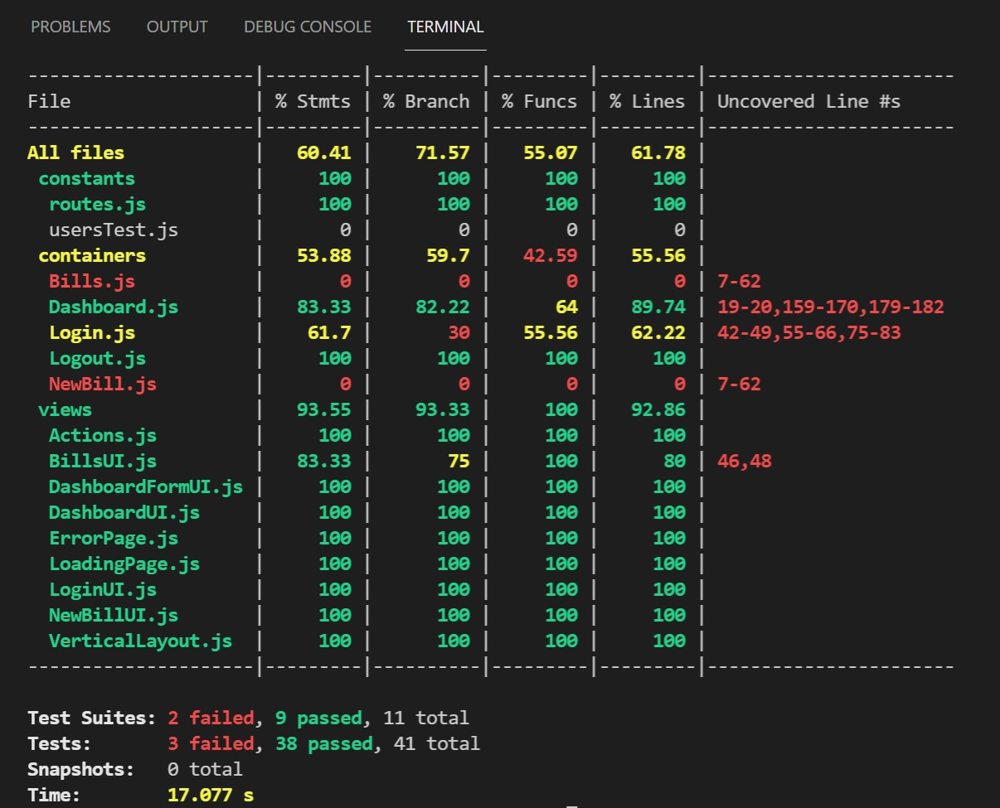 PROBLEMS OUTPUT DEBUG CONSOLE TERMINAL
---------------------|---------|----------|---------|---------|-----------------------
File                 | % Stmts | % Branch | % Funcs | % Lines | Uncovered Line #s
---------------------|---------|----------|---------|---------|-----------------------
All files            |   60.41 |    71.57 |   55.07 |   61.78 |
 constants           |     100 |      100 |     100 |     100 |
  routes.js          |     100 |      100 |     100 |     100 |
  usersTest.js       |       0 |        0 |       0 |       0 |
 containers          |   53.88 |     59.7 |   42.59 |   55.56 |
  Bills.js           |       0 |        0 |       0 |       0 | 7-62
  Dashboard.js       |   83.33 |    82.22 |      64 |   89.74 | 19-20,159-170,179-182
  Login.js           |    61.7 |       30 |   55.56 |   62.22 | 42-49,55-66,75-83
  Logout.js          |     100 |      100 |     100 |     100 |
  NewBill.js         |       0 |        0 |       0 |       0 | 7-62
 views               |   93.55 |    93.33 |     100 |   92.86 |
  Actions.js         |     100 |      100 |     100 |     100 |
  BillsUI.js         |   83.33 |       75 |     100 |      80 | 46,48
  DashboardFormUI.js |     100 |      100 |     100 |     100 |
  DashboardUI.js     |     100 |      100 |     100 |     100 |
  ErrorPage.js       |     100 |      100 |     100 |     100 |
  LoadingPage.js     |     100 |      100 |     100 |     100 |
  LoginUI.js         |     100 |      100 |     100 |     100 |
  NewBillUI.js       |     100 |      100 |     100 |     100 |
  VerticalLayout.js  |     100 |      100 |     100 |     100 |
---------------------|---------|----------|---------|---------|-----------------------
Test Suites: 2 failed, 9 passed, 11 total
Tests:       3 failed, 38 passed, 41 total
Snapshots:   0 total
Time:        17.077 s